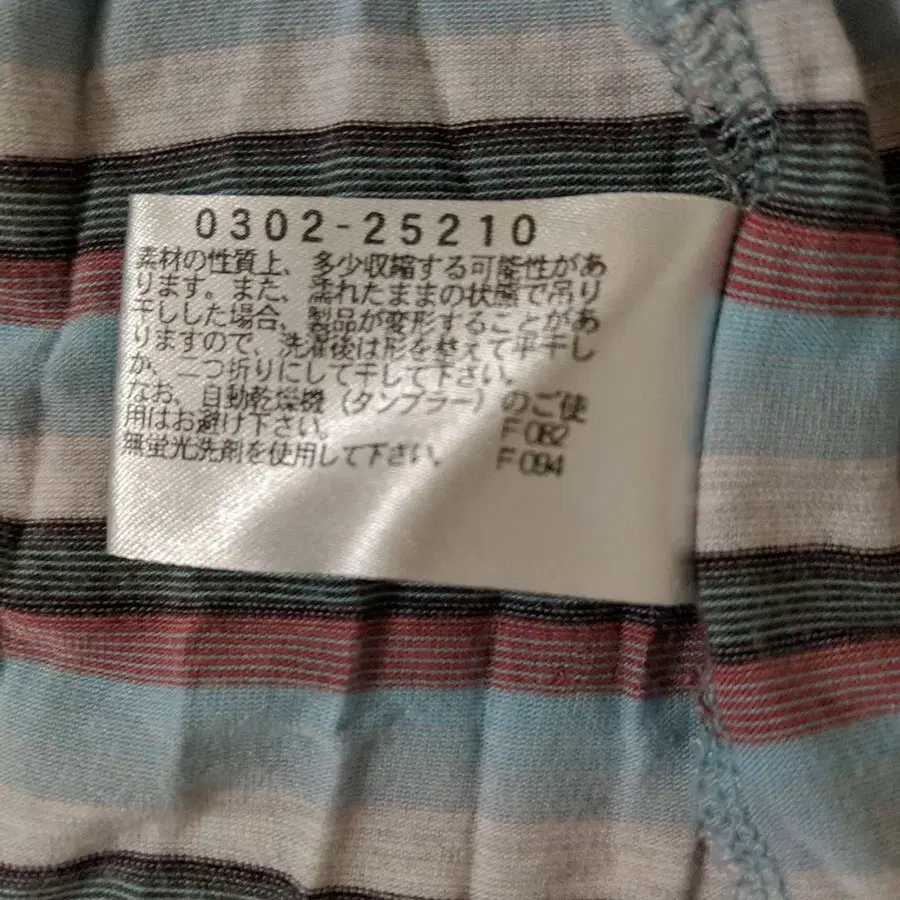 0302-25210
素材の性質上、多少収縮する可能性があ
ります。また、濡れたままの状態で吊り
干しした場合、製品が変形することがあ
りますので、洗濯後は形を整えて平干し
か、二つ折りにして干して下さい。
なお、自動乾燥機（タンブラー）のご使
用はお避け下さい。 F082
無蛍光洗剤を使用して下さい。 F094